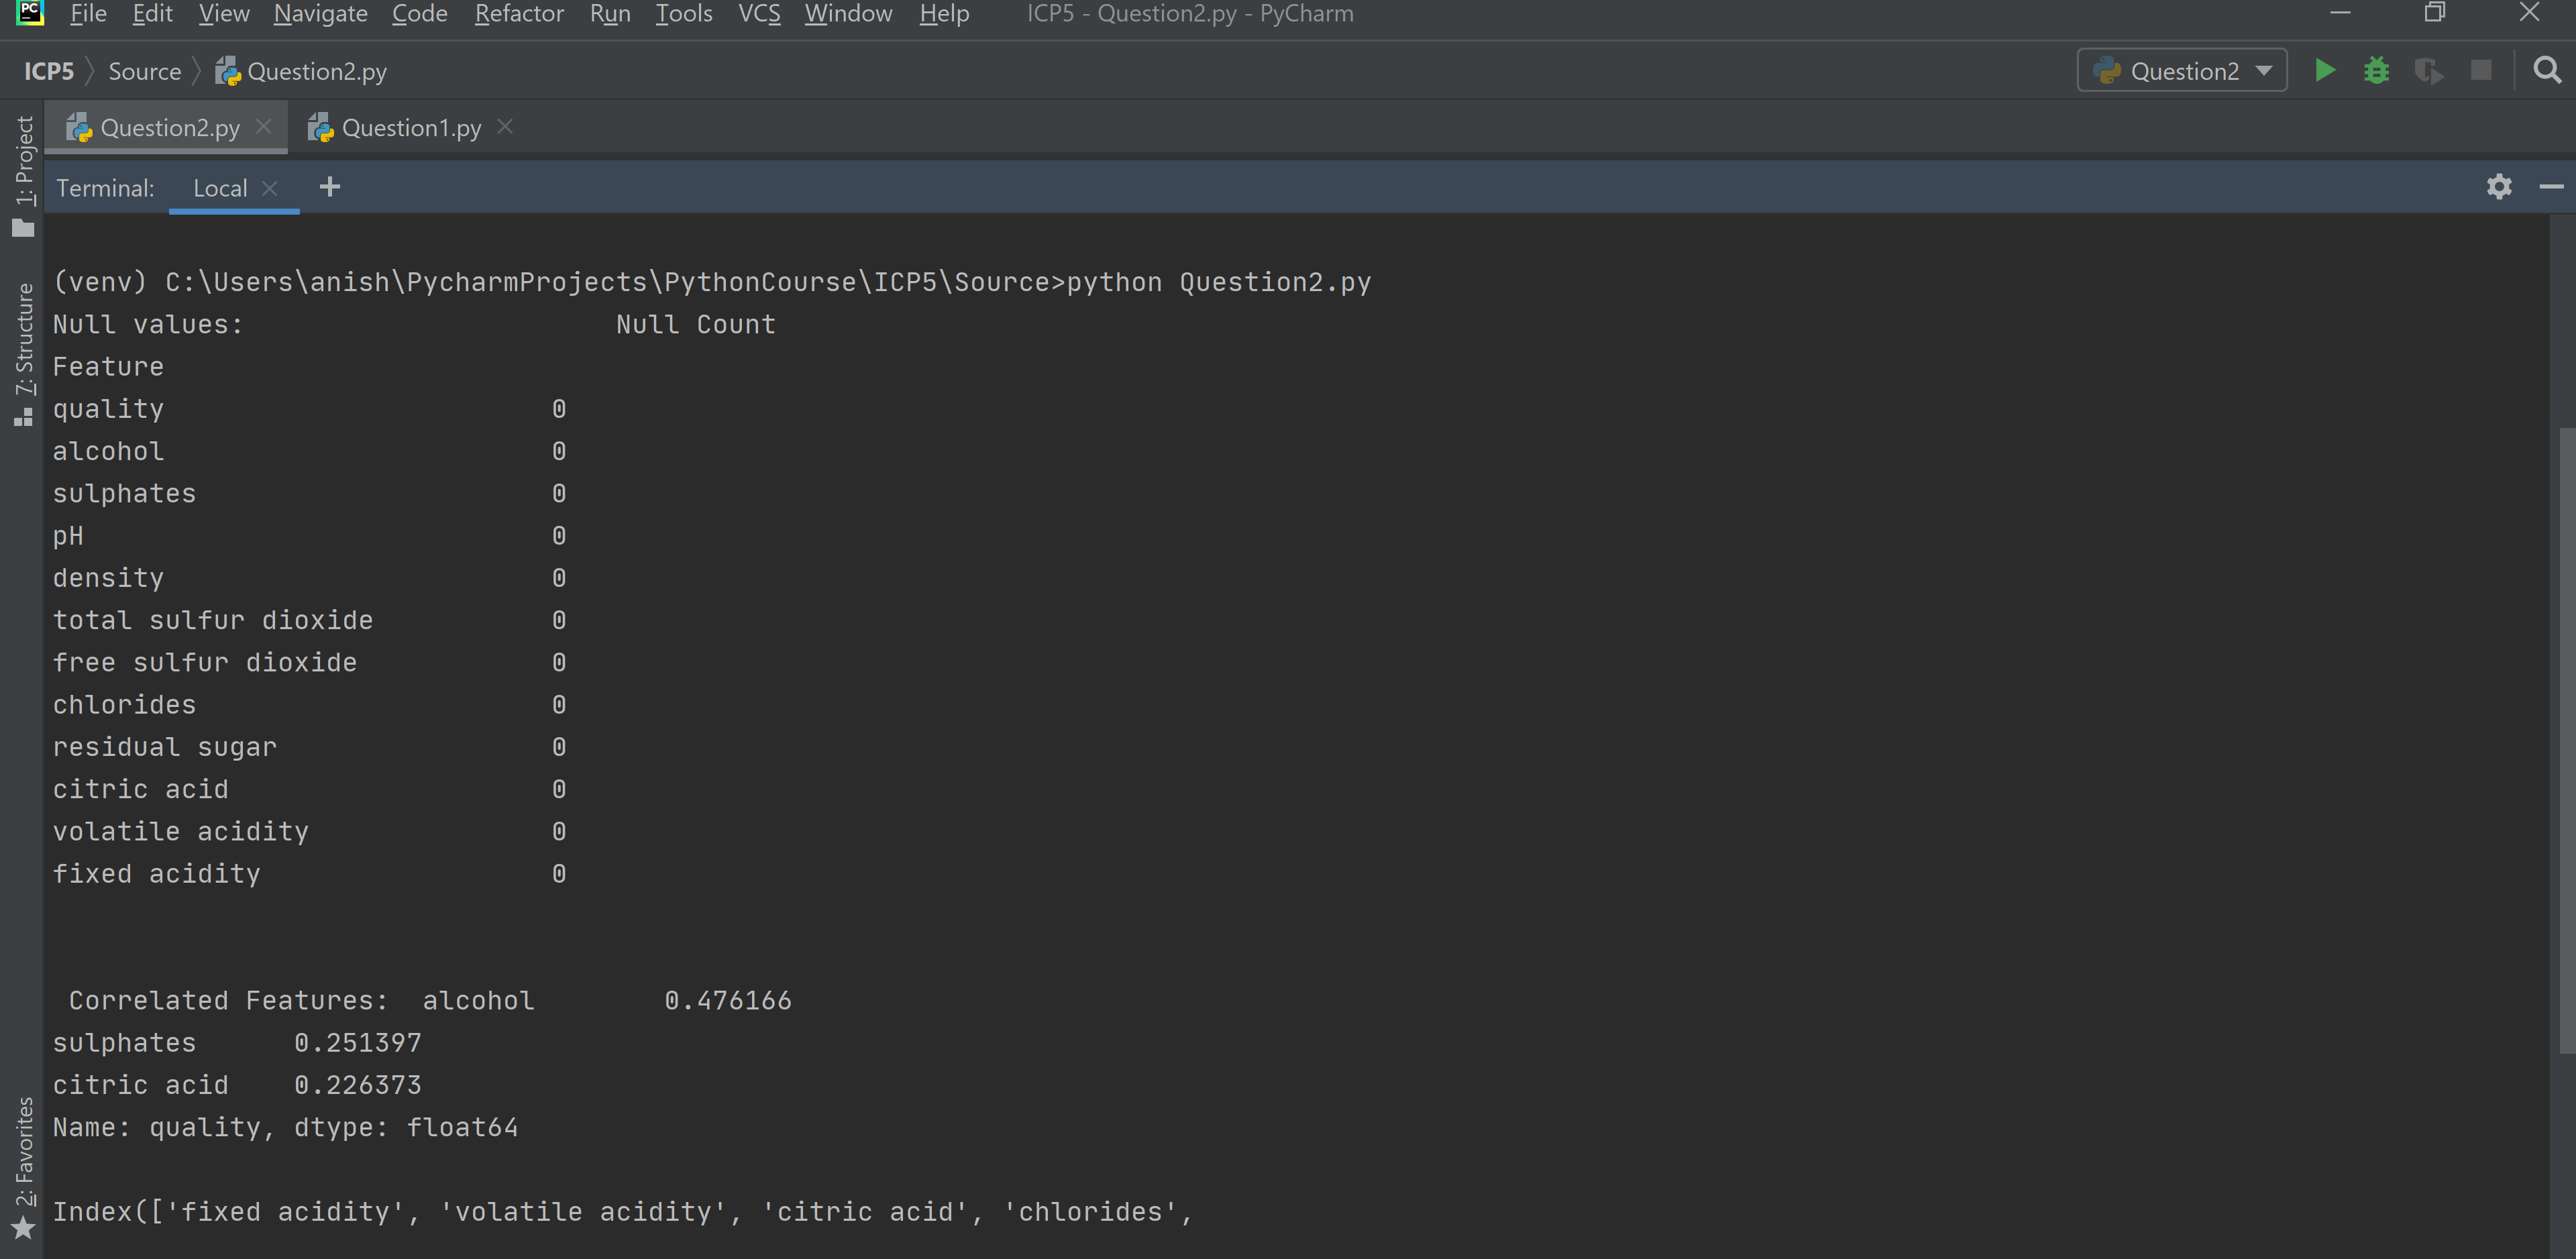 PC File Edit View Navigate Code Refactor Run Tools VCS Window Help ICP5 - Question2.py - PyCharm
ICP5 Source Question2.py Question2
Question2.py Question1.py
1: Project
7: Structure
2: Favorites
Terminal: Local
(venv) C:\Users\anish\PycharmProjects\PythonCourse\ICP5\Source>python Question2.py
Null values: Null Count
Feature
quality 0
alcohol 0
sulphates 0
pH 0
density 0
total sulfur dioxide 0
free sulfur dioxide 0
chlorides 0
residual sugar 0
citric acid 0
volatile acidity 0
fixed acidity 0
Correlated Features: alcohol 0.476166
sulphates 0.251397
citric acid 0.226373
Name: quality, dtype: float64
Index(['fixed acidity', 'volatile acidity', 'citric acid', 'chlorides',